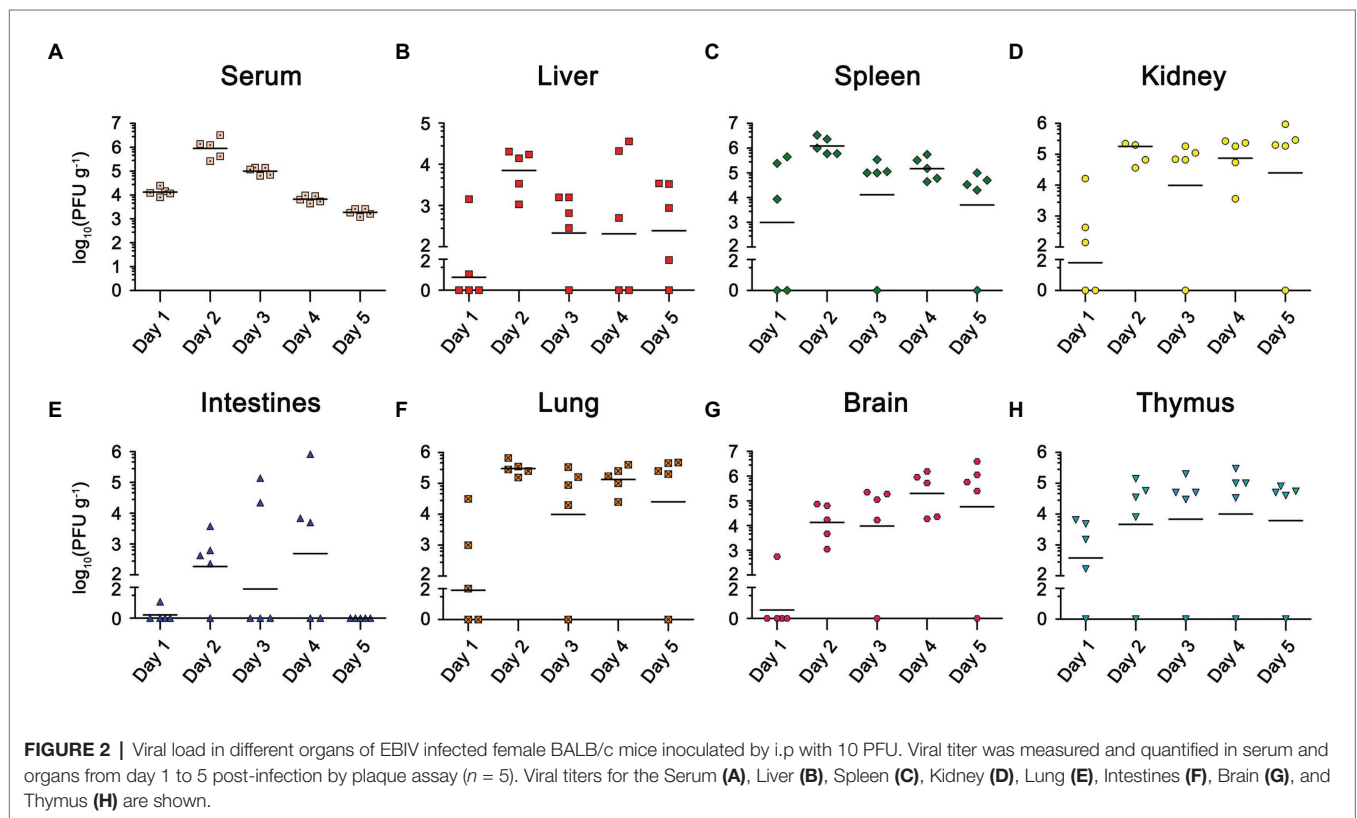 A
Serum
B
Liver
C
Spleen
D
Kidney
log10(PFU g-1)
7
6
5
4
3
2
1
0
Day 1
Day 2
Day 3
Day 4
Day 5
5
4
3
2
2
0
Day 1
Day 2
Day 3
Day 4
Day 5
7
6
5
4
3
2
2
0
Day 1
Day 2
Day 3
Day 4
Day 5
6
5
4
3
2
2
0
Day 1
Day 2
Day 3
Day 4
Day 5
E
Intestines
F
Lung
G
Brain
H
Thymus
log10(PFU g-1)
6
5
4
3
2
2
0
Day 1
Day 2
Day 3
Day 4
Day 5
6
5
4
3
2
2
0
Day 1
Day 2
Day 3
Day 4
Day 5
7
6
5
4
3
2
2
0
Day 1
Day 2
Day 3
Day 4
Day 5
6
5
4
3
2
2
0
Day 1
Day 2
Day 3
Day 4
Day 5
FIGURE 2 | Viral load in different organs of EBIV infected female BALB/c mice inoculated by i.p with 10 PFU. Viral titer was measured and quantified in serum and
organs from day 1 to 5 post-infection by plaque assay (n = 5). Viral titers for the Serum (A), Liver (B), Spleen (C), Kidney (D), Lung (E), Intestines (F), Brain (G), and
Thymus (H) are shown.